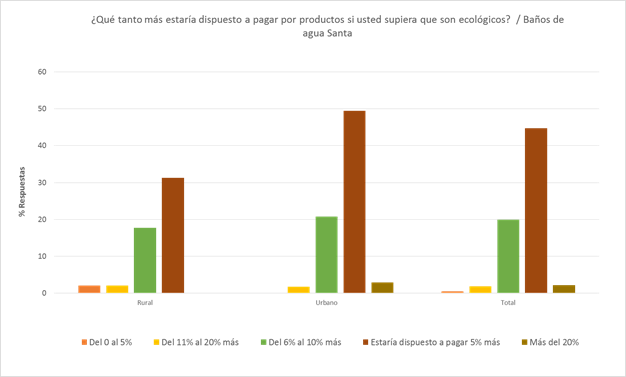 ¿Qué tanto más estaría dispuesto a pagar por productos si usted supiera que son ecológicos? / Baños de
agua Santa
60
50
40
30
20
10
0
% Respuestas
Rural Urbano Total
Del 0 al 5% Del 11% al 20% más Del 6% al 10% más Estaría dispuesto a pagar 5% más Más del 20%